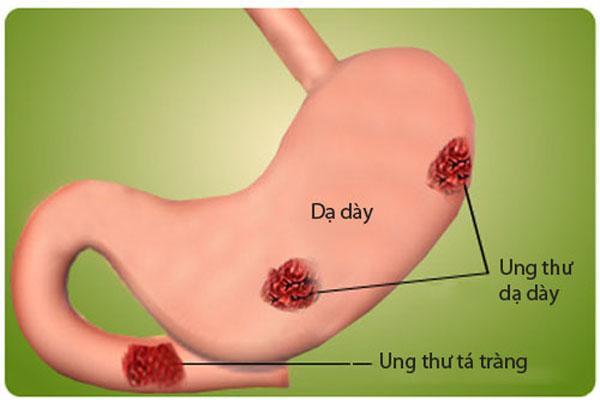 Dạ dày
Ung thư
dạ dày
Ung thư tá tràng